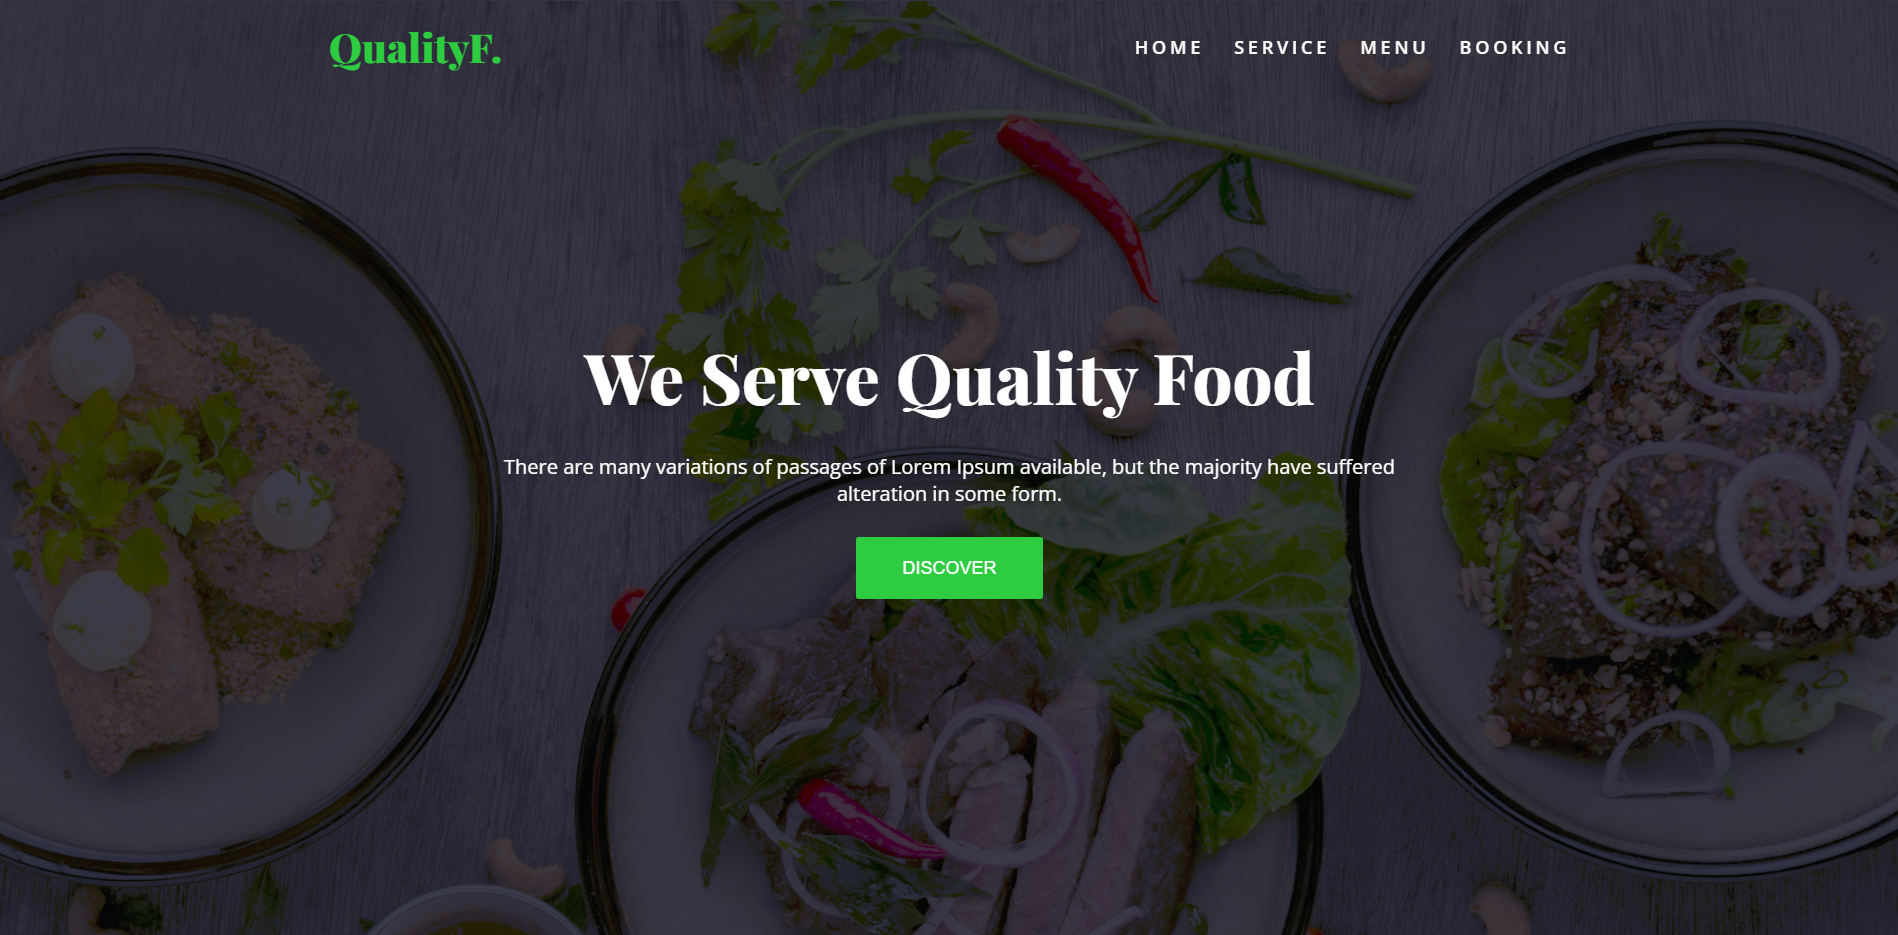 QualityF.
HOME SERVICE MENU BOOKING
We Serve Quality Food
There are many variations of passages of Lorem Ipsum available, but the majority have suffered
alteration in some form.
DISCOVER